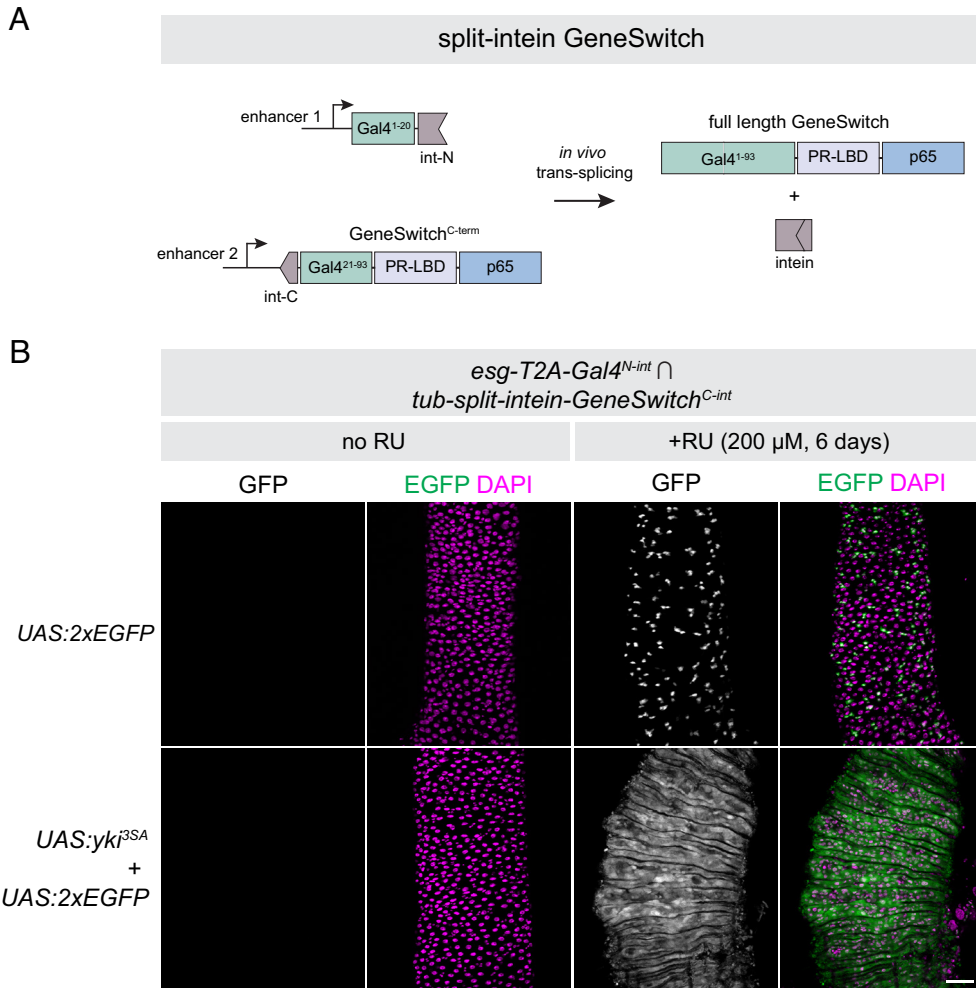 A
split-intein GeneSwitch
enhancer 1
Gal4¹⁻²⁰
int-N
enhancer 2
GeneSwitchᶜ⁻ᵗᵉʳᵐ
Gal4²¹⁻⁹³
PR-LBD
p65
int-C
in vivo
trans-splicing
full length GeneSwitch
Gal4¹⁻⁹³
PR-LBD
p65
+
intein
B
esg-T2A-Gal4ᴺ⁻ⁱⁿᵗ ∩
tub-split-intein-GeneSwitchᶜ⁻ⁱⁿᵗ
no RU
+RU (200 µM, 6 days)
GFP
EGFP DAPI
GFP
EGFP DAPI
UAS:2xEGFP
UAS:yki³ˢᴬ
+
UAS:2xEGFP